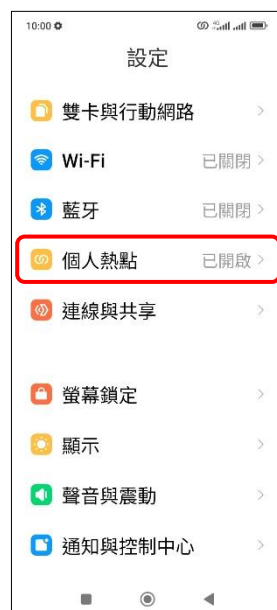 10:00
4G
設定
雙卡與行動網路
Wi-Fi 已關閉
藍牙 已關閉
個人熱點 已開啟
連線與共享
螢幕鎖定
顯示
聲音與震動
通知與控制中心